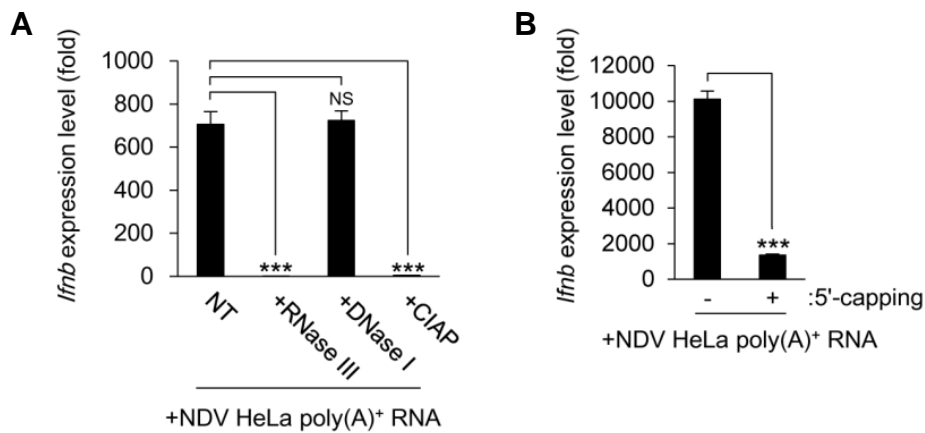 A
Ifnb expression level (fold)
1000
800
600
400
200
0
NS
***
***
NT
+RNase III
+DNase I
+CIAP
+NDV HeLa poly(A)⁺ RNA
B
Ifnb expression level (fold)
12000
10000
8000
6000
4000
2000
0
***
- + :5'-capping
+NDV HeLa poly(A)⁺ RNA